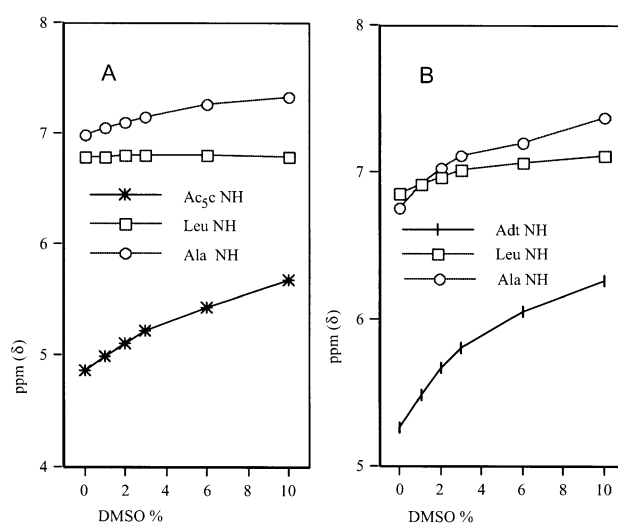 8
7
6
5
4
ppm (δ)
A
Ac5c NH
Leu NH
Ala NH
0 2 4 6 8 10
DMSO %
8
7
6
5
ppm (δ)
B
Adt NH
Leu NH
Ala NH
0 2 4 6 8 10
DMSO %